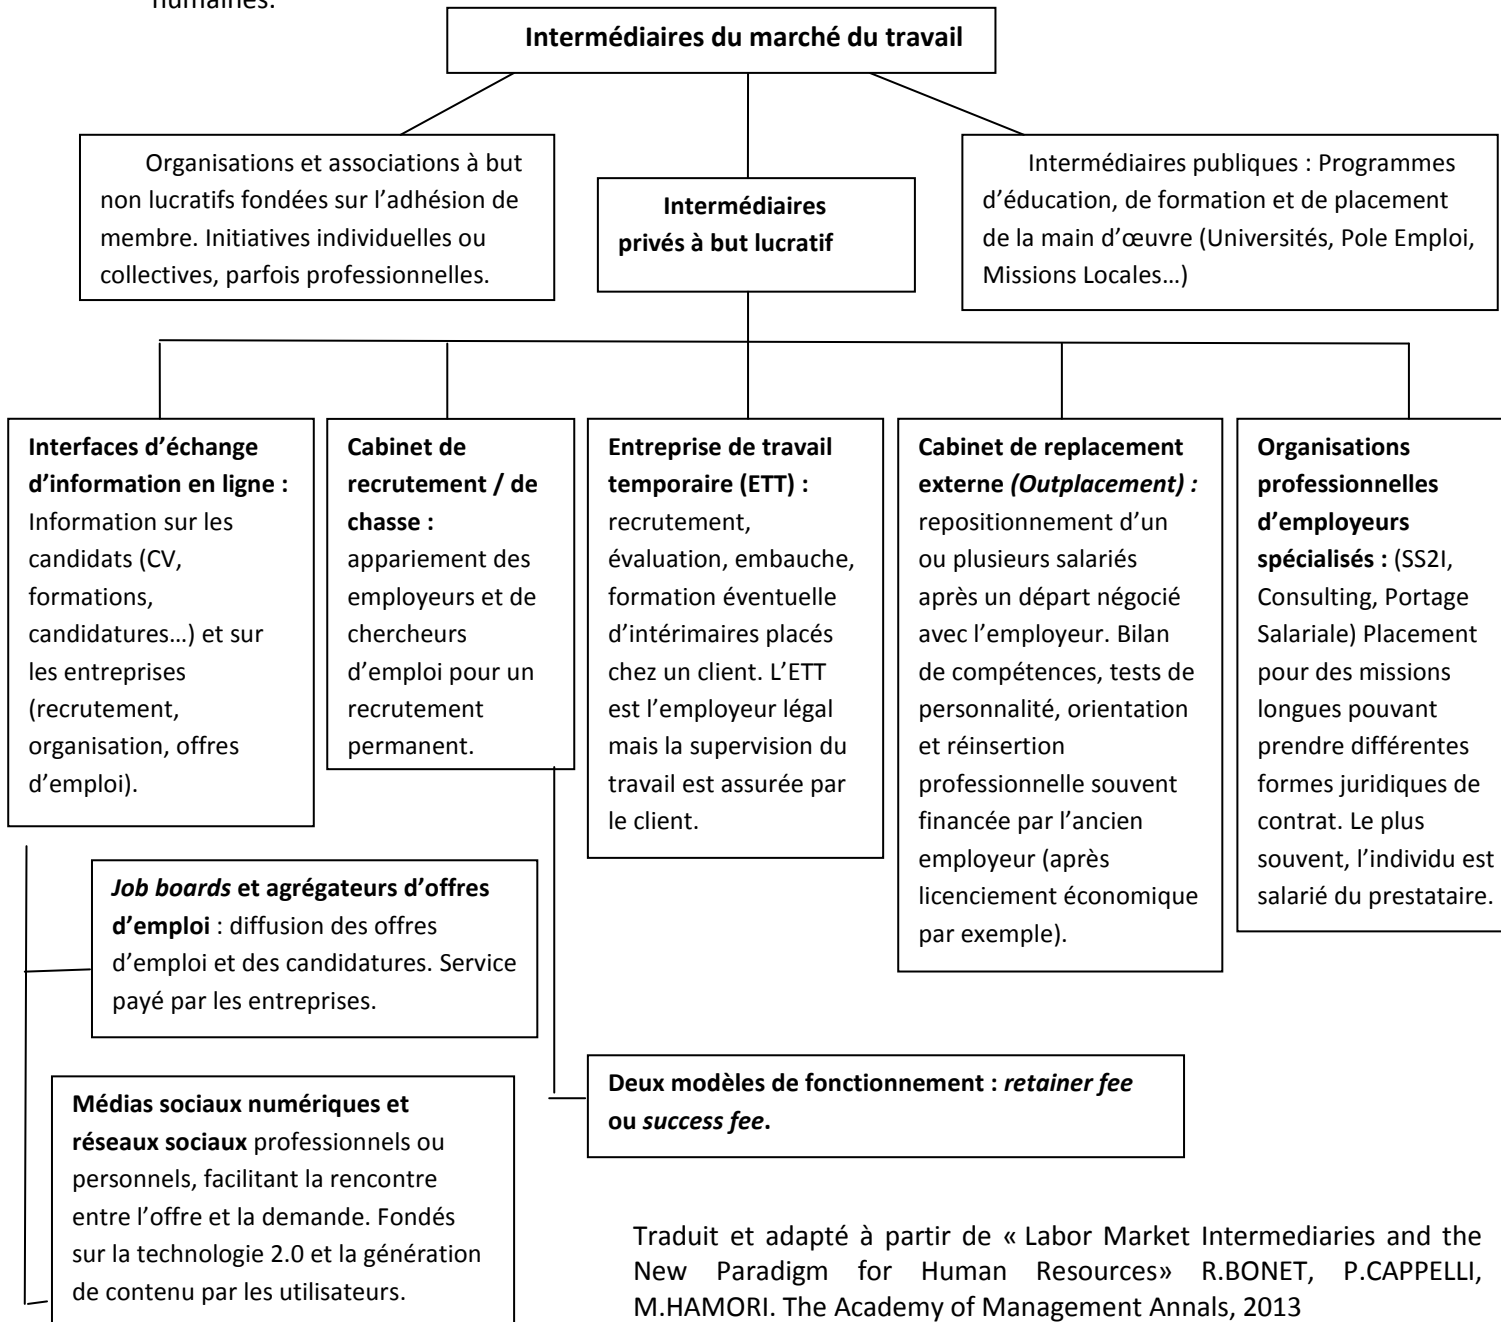 humaines.
Intermédiaires du marché du travail
Organisations et associations à but
non lucratifs fondées sur l'adhésion de
membre. Initiatives individuelles ou
collectives, parfois professionnelles.
Intermédiaires
privés à but lucratif
Intermédiaires publiques : Programmes
d'éducation, de formation et de placement
de la main d'œuvre (Universités, Pole Emploi,
Missions Locales…)
Interfaces d'échange
d'information en ligne :
Information sur les
candidats (CV,
formations,
candidatures…) et sur
les entreprises
(recrutement,
organisation, offres
d'emploi).
Cabinet de
recrutement / de
chasse :
appariement des
employeurs et de
chercheurs
d'emploi pour un
recrutement
permanent.
Entreprise de travail
temporaire (ETT) :
recrutement,
évaluation, embauche,
formation éventuelle
d'intérimaires placés
chez un client. L'ETT
est l'employeur légal
mais la supervision du
travail est assurée par
le client.
Cabinet de replacement
externe (Outplacement) :
repositionnement d'un
ou plusieurs salariés
après un départ négocié
avec l'employeur. Bilan
de compétences, tests de
personnalité, orientation
et réinsertion
professionnelle souvent
financée par l'ancien
employeur (après
licenciement économique
par exemple).
Organisations
professionnelles
d'employeurs
spécialisés : (SS2I,
Consulting, Portage
Salariale) Placement
pour des missions
longues pouvant
prendre différentes
formes juridiques de
contrat. Le plus
souvent, l'individu est
salarié du prestataire.
Job boards et agrégateurs d'offres
d'emploi : diffusion des offres
d'emploi et des candidatures. Service
payé par les entreprises.
Médias sociaux numériques et
réseaux sociaux professionnels ou
personnels, facilitant la rencontre
entre l'offre et la demande. Fondés
sur la technologie 2.0 et la génération
de contenu par les utilisateurs.
Deux modèles de fonctionnement : retainer fee
ou success fee.
Traduit et adapté à partir de « Labor Market Intermediaries and the
New Paradigm for Human Resources» R.BONET, P.CAPPELLI,
M.HAMORI. The Academy of Management Annals, 2013